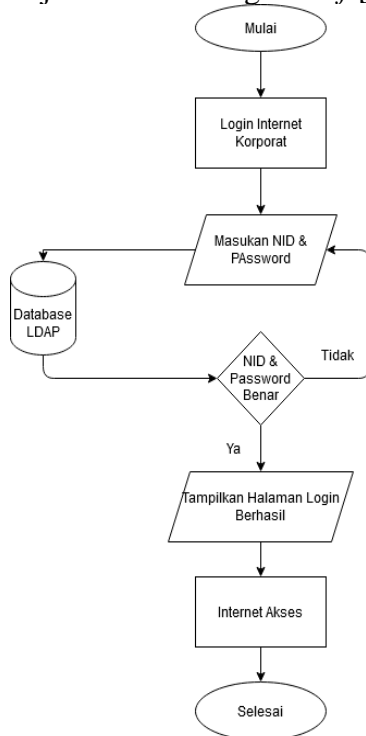 Mulai
Login Internet
Korporat
Masukan NID &
PAssword
Database
LDAP
NID &
Password
Benar
Tidak
Ya
Tampilkan Halaman Login
Berhasil
Internet Akses
Selesai